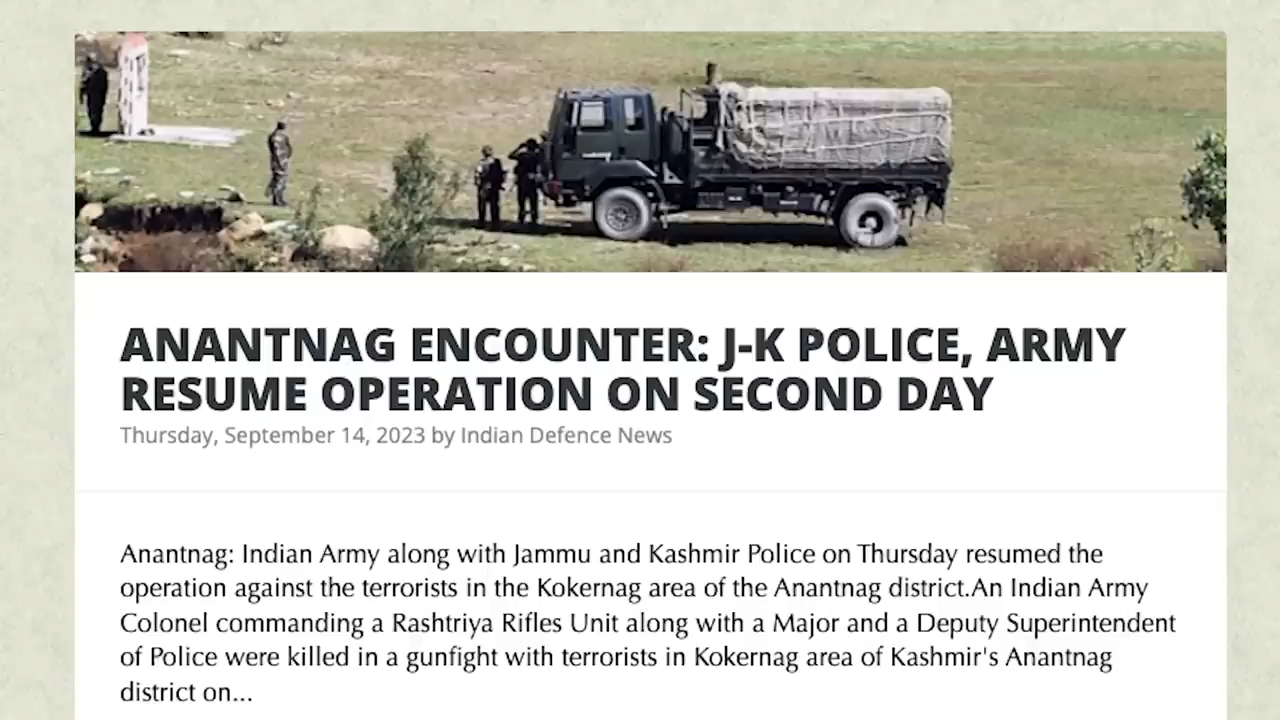 ANANTNAG ENCOUNTER: J-K POLICE, ARMY
RESUME OPERATION ON SECOND DAY
Thursday, September 14, 2023 by Indian Defence News
Anantnag: Indian Army along with Jammu and Kashmir Police on Thursday resumed the
operation against the terrorists in the Kokernag area of the Anantnag district.An Indian Army
Colonel commanding a Rashtriya Rifles Unit along with a Major and a Deputy Superintendent
of Police were killed in a gunfight with terrorists in Kokernag area of Kashmir's Anantnag
district on...